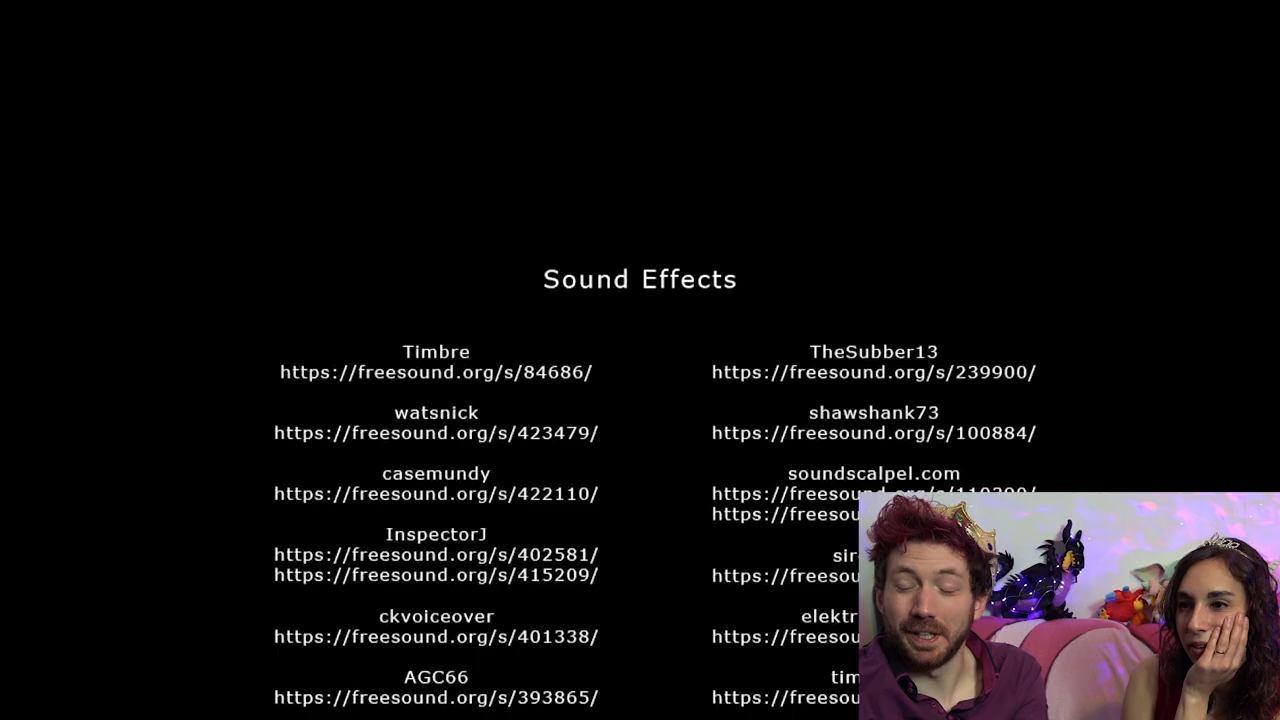 Sound Effects
Timbre
https://freesound.org/s/84686/
watsnick
https://freesound.org/s/423479/
casemundy
https://freesound.org/s/422110/
InspectorJ
https://freesound.org/s/402581/
https://freesound.org/s/415209/
ckvoiceover
https://freesound.org/s/401338/
AGC66
https://freesound.org/s/393865/
TheSubber13
https://freesound.org/s/239900/
shawshank73
https://freesound.org/s/100884/
soundscalpel.com